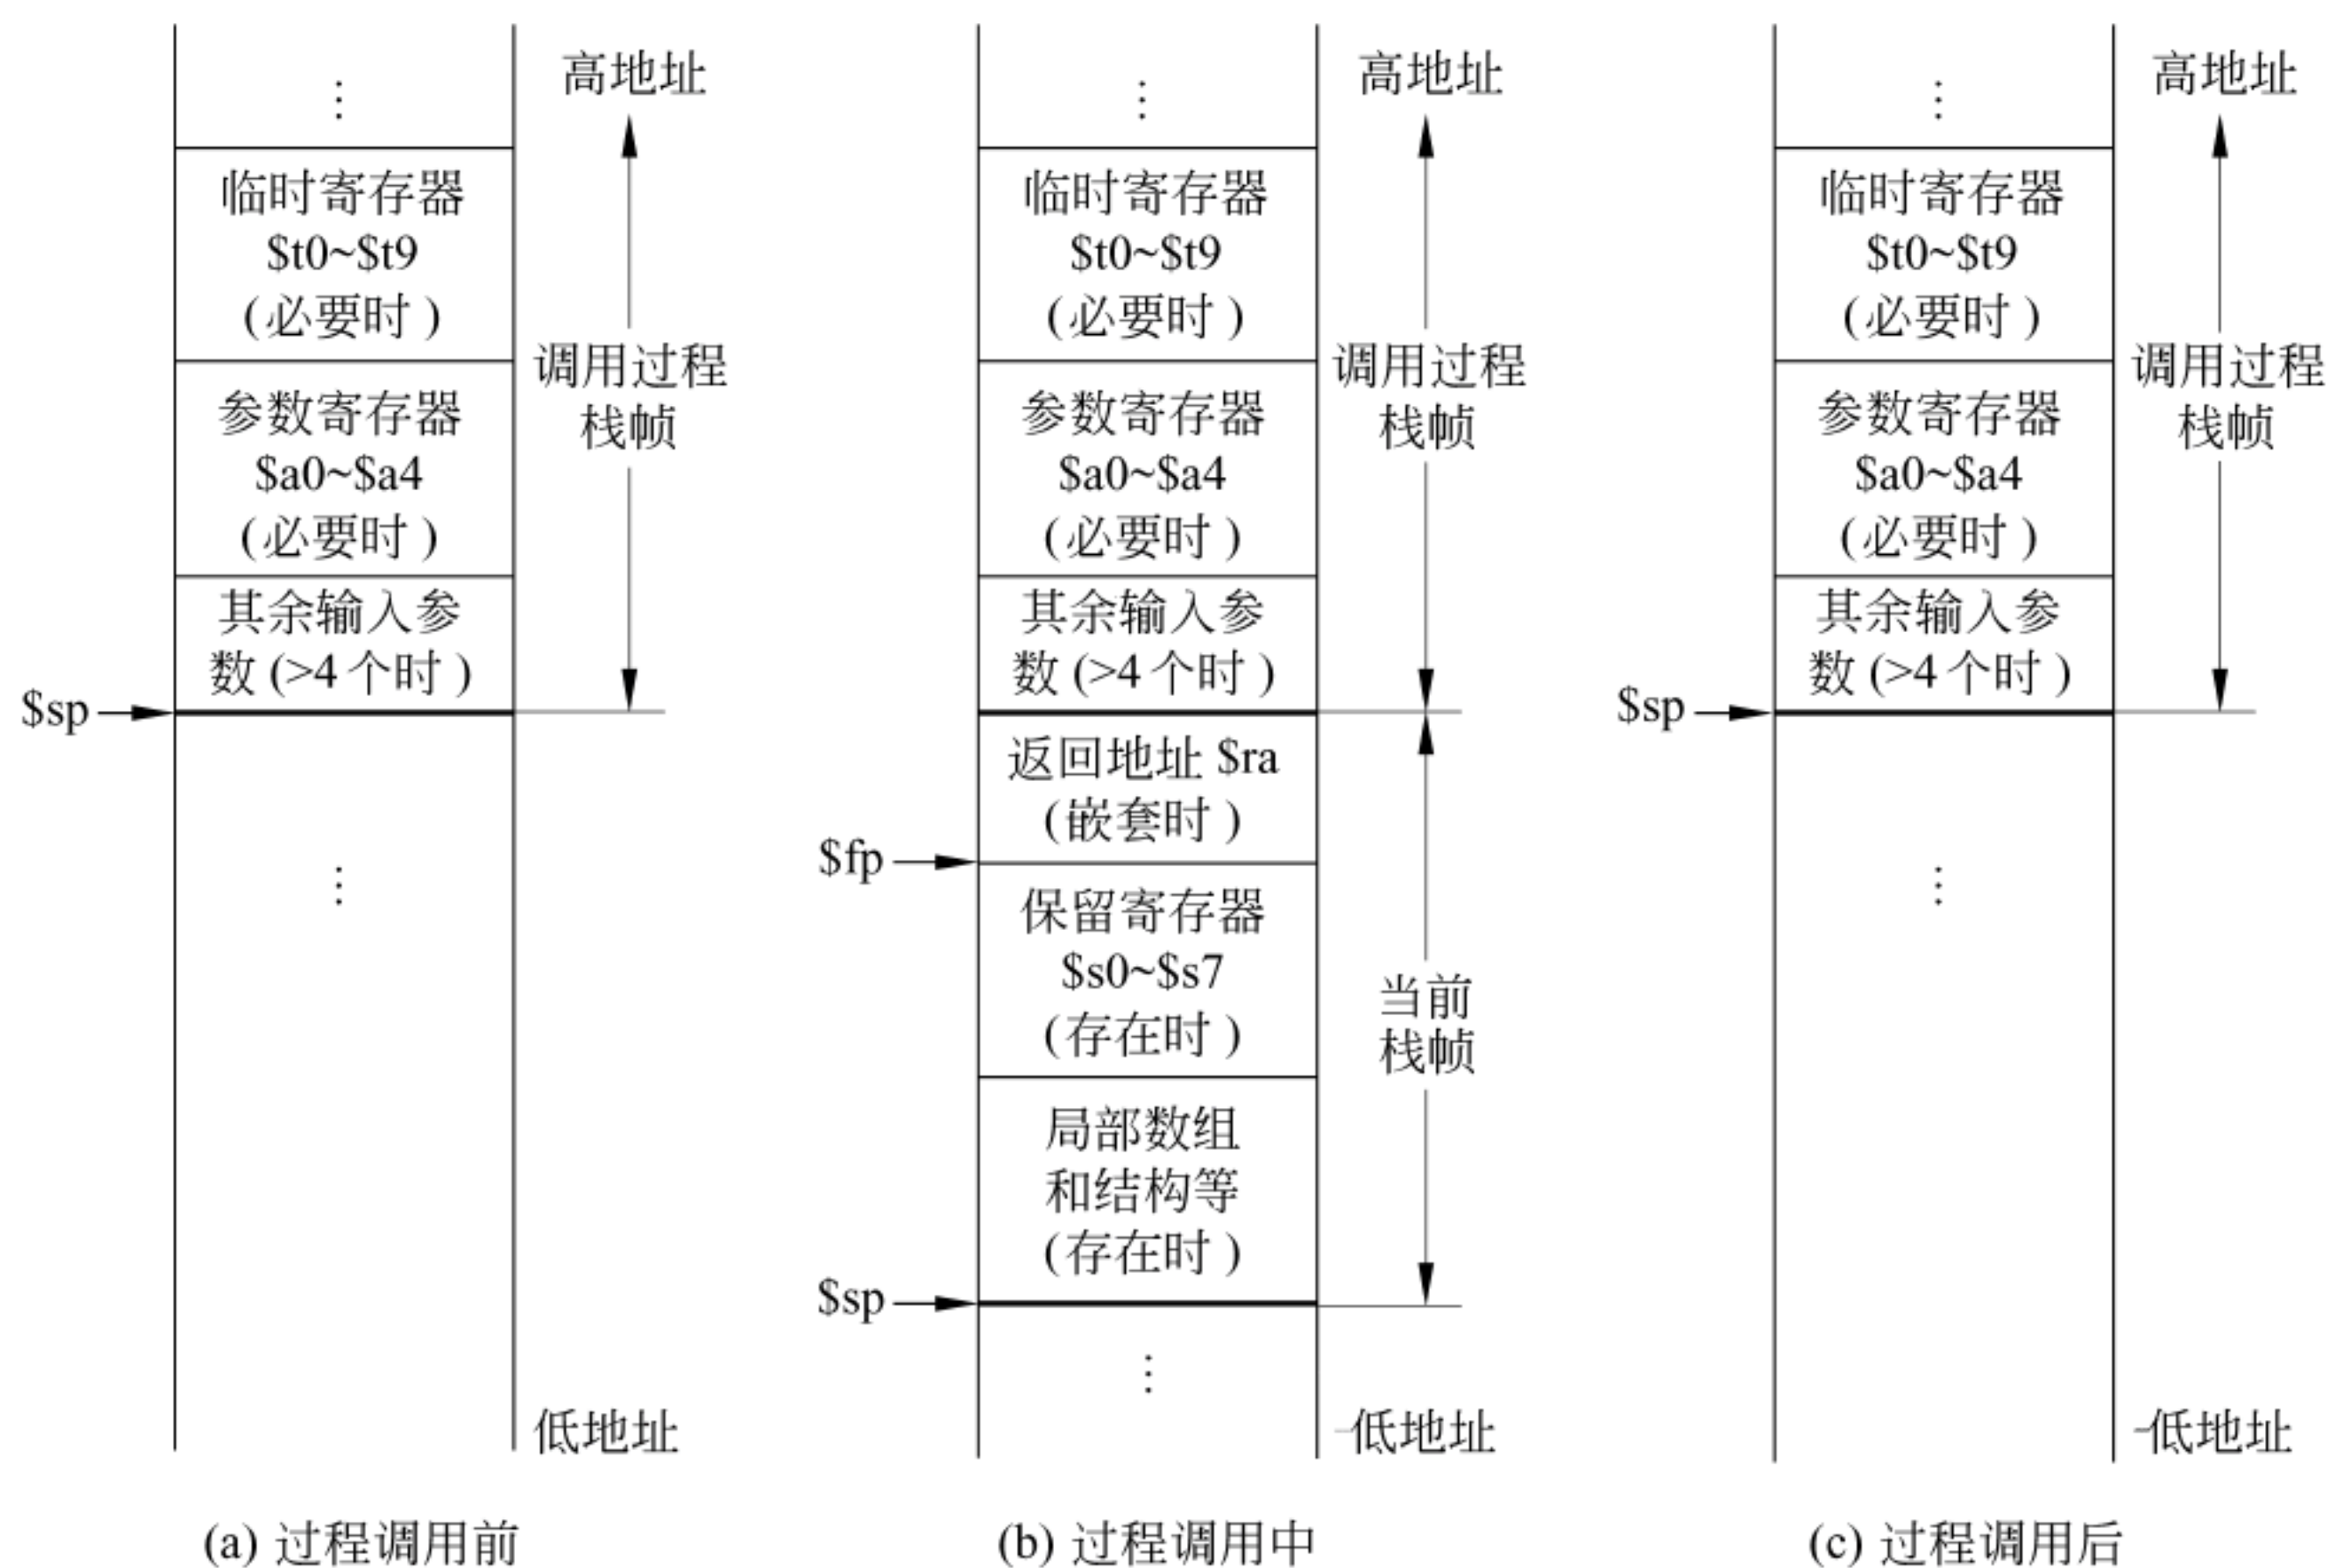 ⋮
高地址
临时寄存器
$t0~$t9
(必要时)
调用过程
栈帧
参数寄存器
$a0~$a4
(必要时)
其余输入参
数(>4个时)
$sp
⋮
低地址
(a) 过程调用前
⋮
高地址
临时寄存器
$t0~$t9
(必要时)
调用过程
栈帧
参数寄存器
$a0~$a4
(必要时)
其余输入参
数(>4个时)
返回地址 $ra
(嵌套时)
$fp
保留寄存器
$s0~$s7
(存在时)
当前
栈帧
局部数组
和结构等
(存在时)
$sp
⋮
低地址
(b) 过程调用中
⋮
高地址
临时寄存器
$t0~$t9
(必要时)
调用过程
栈帧
参数寄存器
$a0~$a4
(必要时)
其余输入参
数(>4个时)
$sp
⋮
低地址
(c) 过程调用后